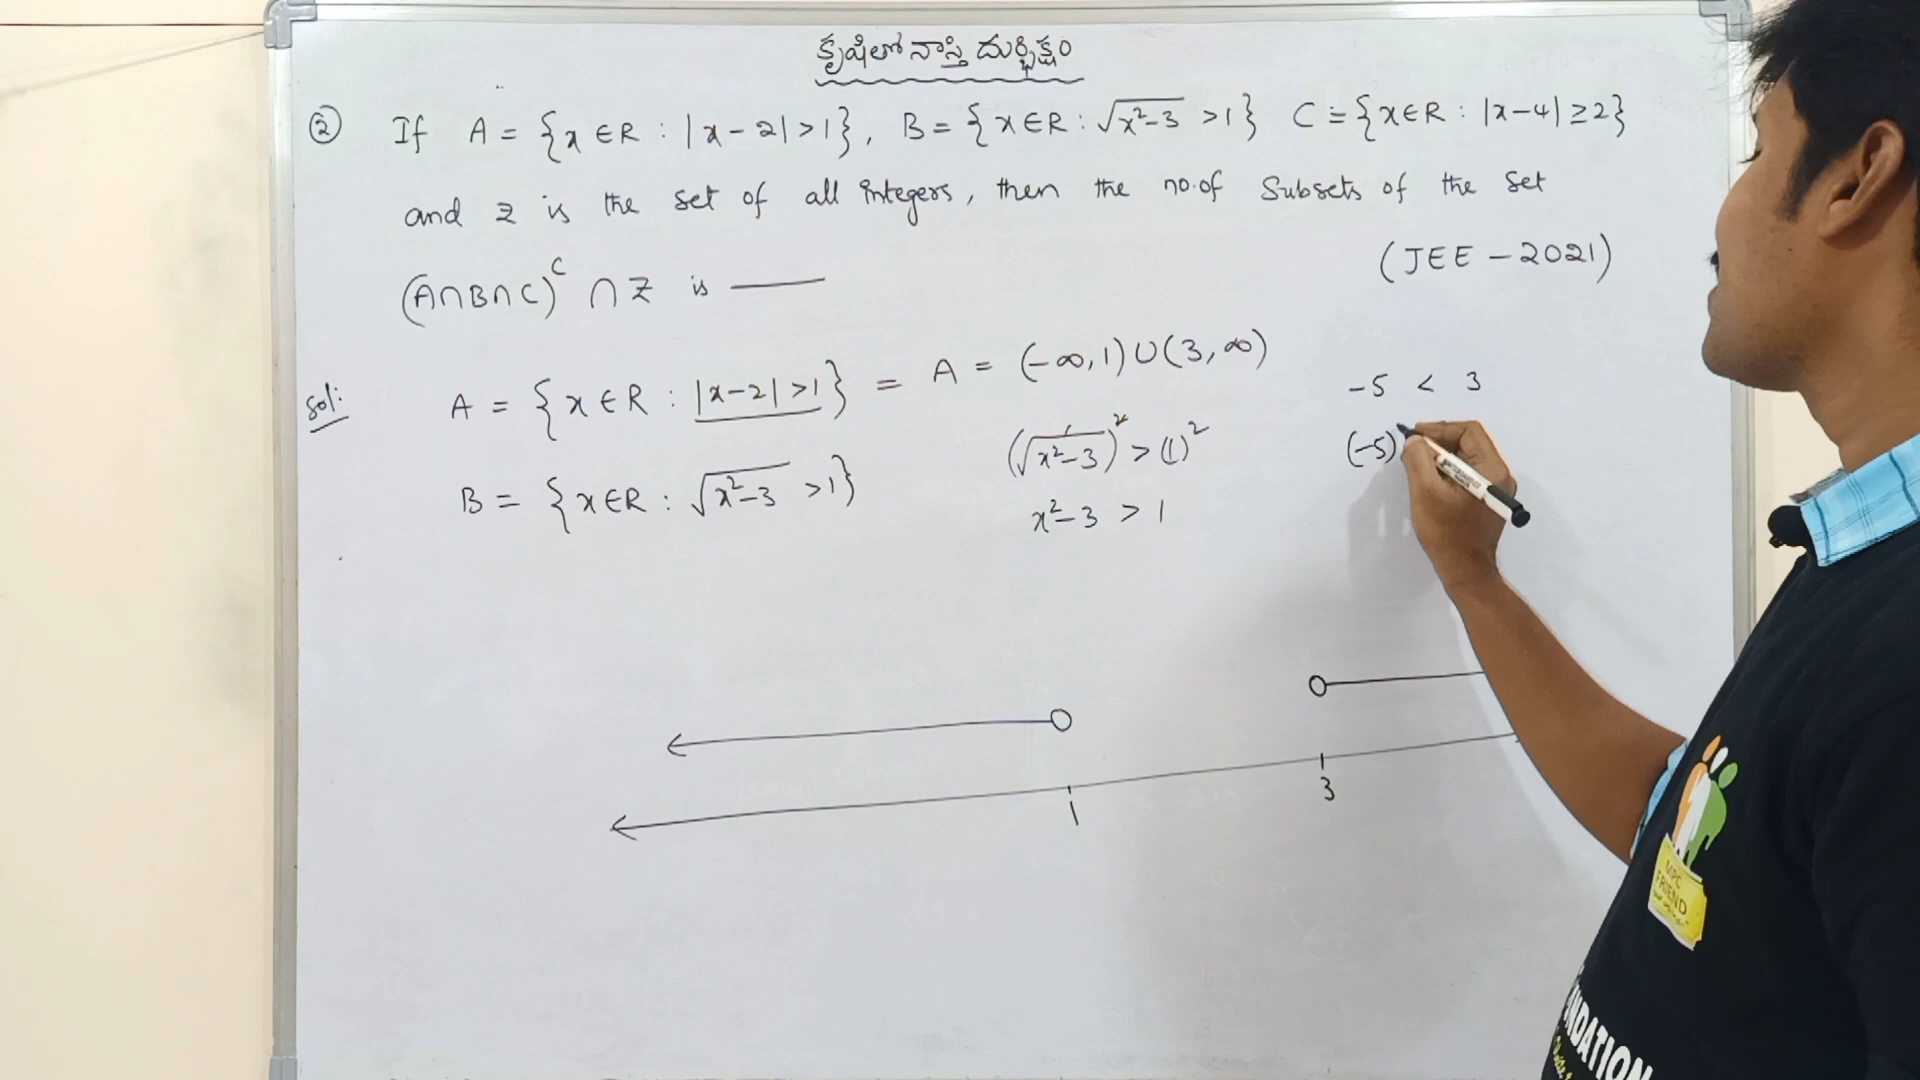 కృషితో నాస్తి దుర్భిక్షం
② If A = {x ∈ R : |x - 2| > 1}, B = {x ∈ R : √(x²-3) > 1} C = {x ∈ R : |x-4| ≥ 2}
and z is the set of all integers, then the no.of Subsets of the set
(A∩B∩C)ᶜ ∩ Z is ———
(JEE - 2021)
Sol: A = {x ∈ R : |x-2| > 1} = A = (-∞, 1) ∪ (3, ∞)
-5 < 3
B = {x ∈ R : √(x²-3) > 1}
(√(x²-3))² > (1)²
(-5)
x²-3 > 1
1 3
MPC
FRIEND